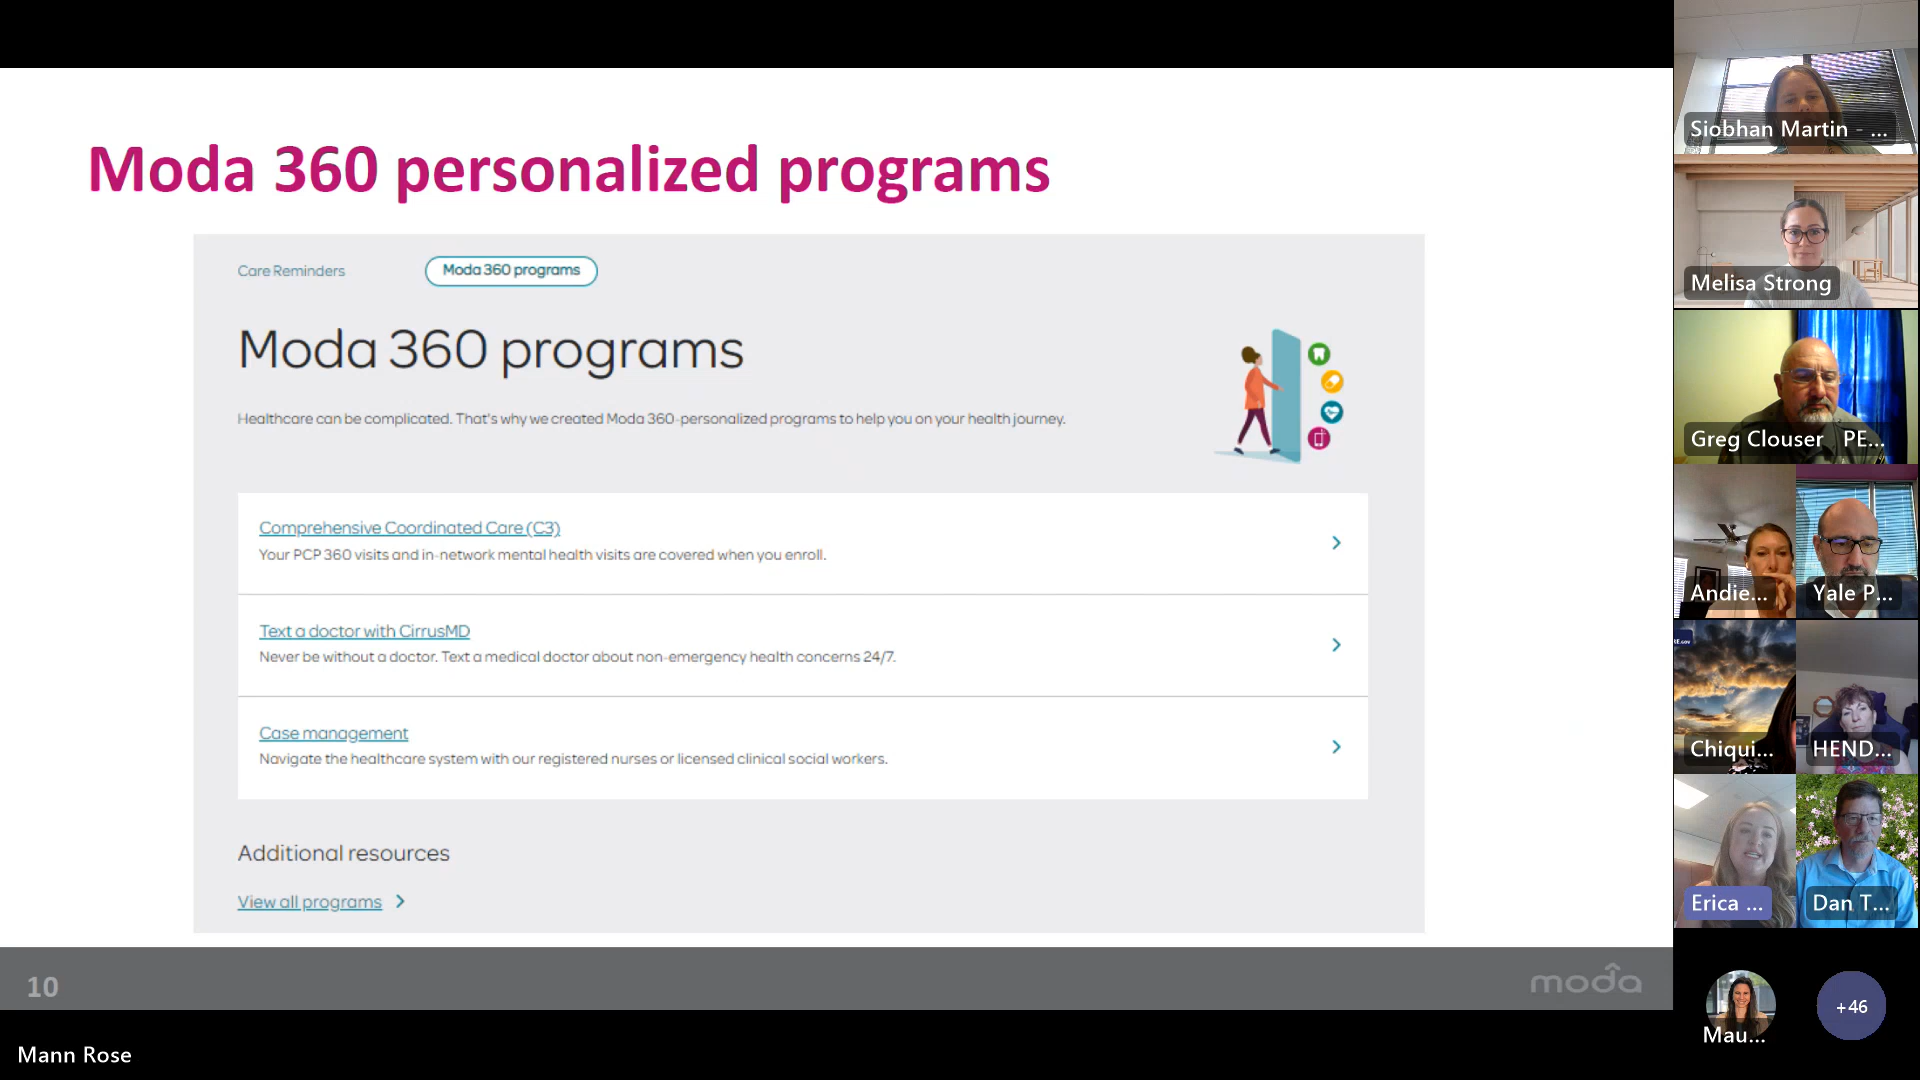 Moda 360 personalized programs
Care Reminders
Moda 360 programs
Moda 360 programs
Healthcare can be complicated. That's why we created Moda 360-personalized programs to help you on your health journey.
Comprehensive Coordinated Care (C3)
Your PCP 360 visits and in-network mental health visits are covered when you enroll.
Text a doctor with CirrusMD
Never be without a doctor. Text a medical doctor about non-emergency health concerns 24/7.
Case management
Navigate the healthcare system with our registered nurses or licensed clinical social workers.
Additional resources
View all programs
10
moda
Mann Rose
Siobhan Martin - ...
Melisa Strong
Greg Clouser PE...
Andie...
Yale P...
Chiqui...
HEND...
Erica ...
Dan T...
Mau...
+46